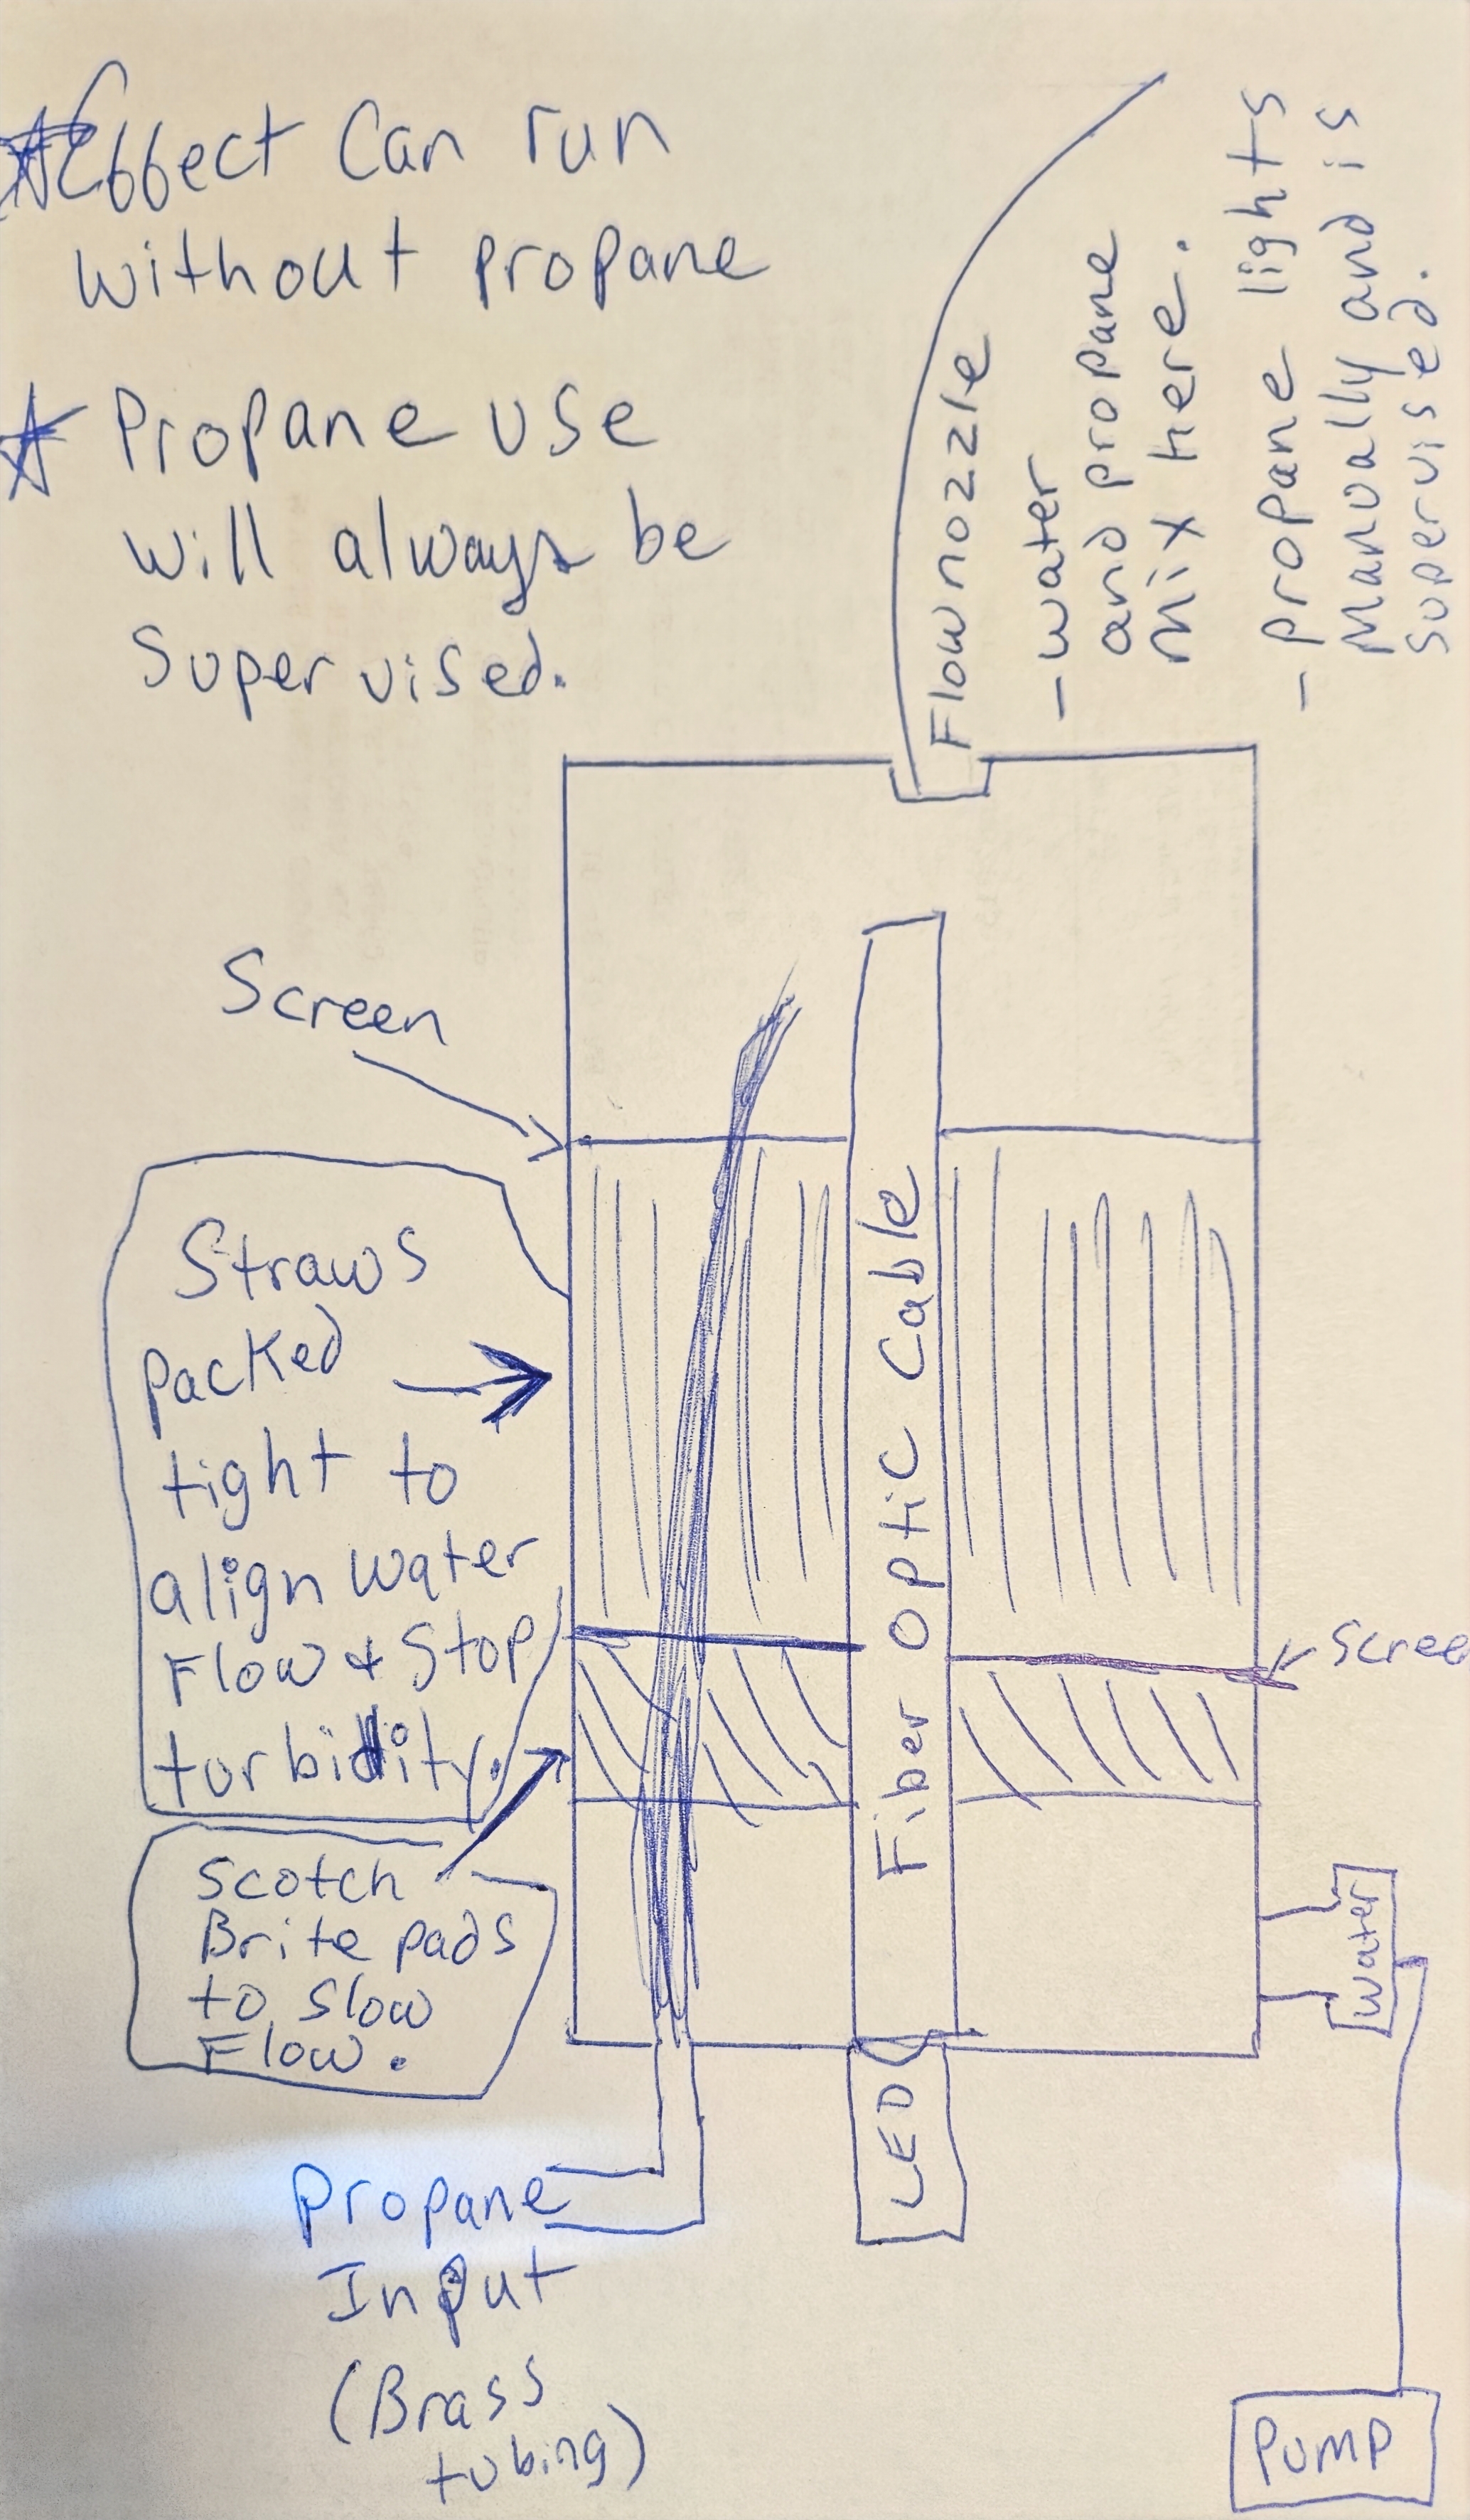 Effect Can run
without propane
Propane use
will always be
Supervised.
Flow nozzle
- water
and propane
mix here.
- propane lights
Manually and is
supervised.
Screen
Straws
packed
tight to
align water
Flow & Stop
turbidity.
Scree
Scotch
Brite pads
to slow
Flow.
Fiber Optic Cable
Water
LED
Propane
Input
(Brass
tubing)
PUMP